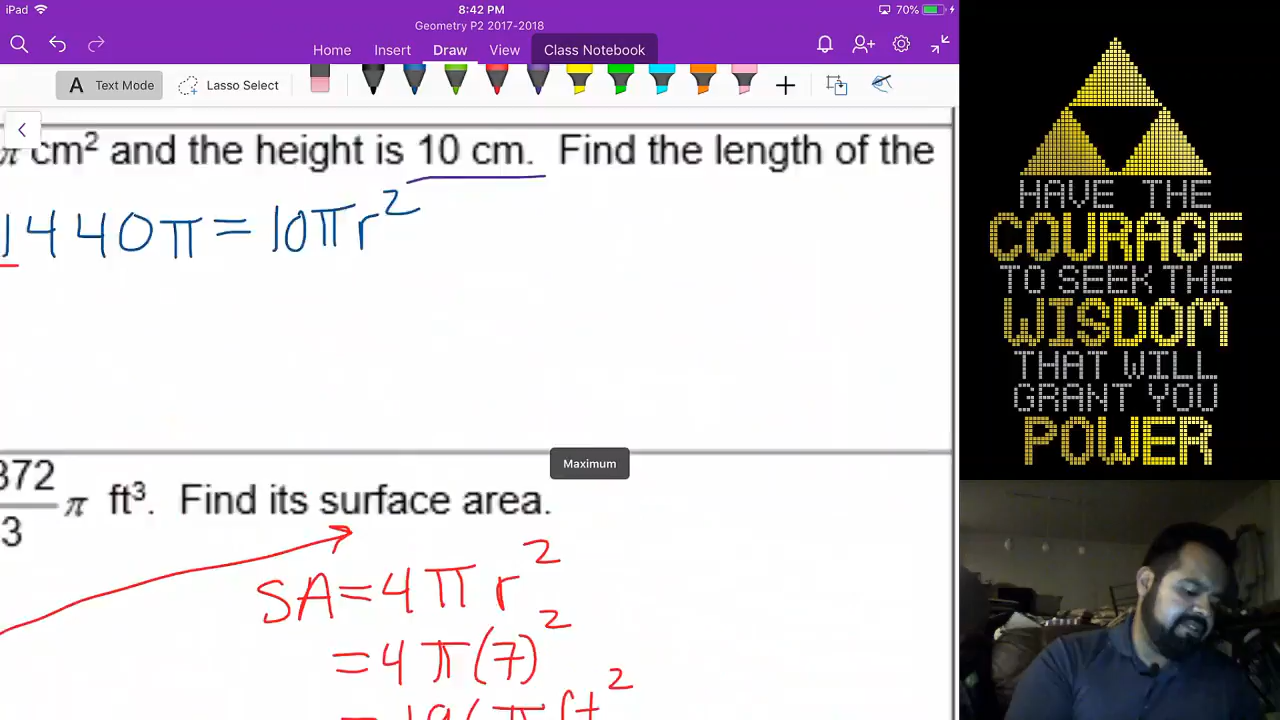 iPad
8:42 PM
70%
Geometry P2 2017-2018
Home Insert Draw View Class Notebook
A Text Mode Lasso Select
π cm² and the height is 10 cm. Find the length of the
1440π = 10πr²
Maximum
872
3
π ft³. Find its surface area.
SA = 4πr²
= 4π(7)²
= 196π ft²
HAVE THE
COURAGE
TO SEEK THE
WISDOM
THAT WILL
GRANT YOU
POWER